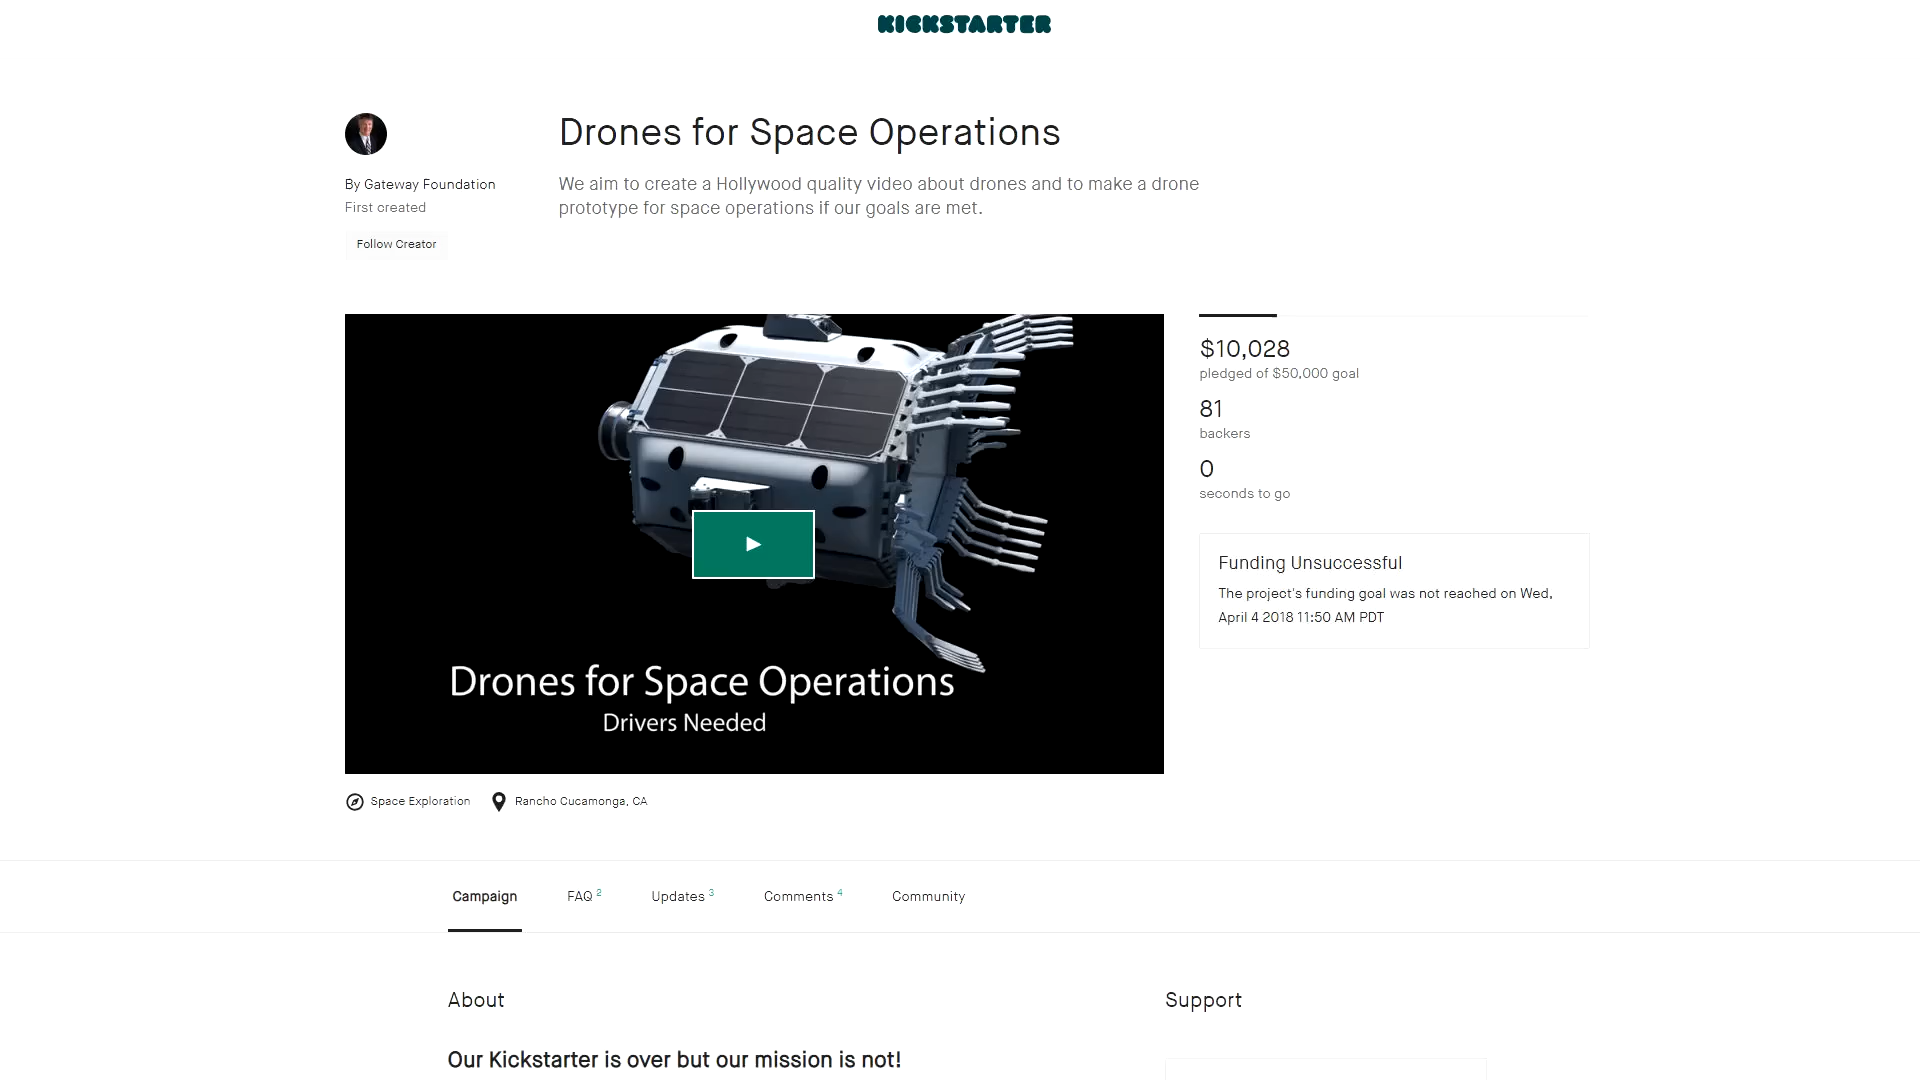 KICKSTARTER
Drones for Space Operations
By Gateway Foundation
First created
Follow Creator
We aim to create a Hollywood quality video about drones and to make a drone
prototype for space operations if our goals are met.
$10,028
pledged of $50,000 goal
81
backers
0
seconds to go
Funding Unsuccessful
The project's funding goal was not reached on Wed,
April 4 2018 11:50 AM PDT
Drones for Space Operations
Drivers Needed
Space Exploration
Rancho Cucamonga, CA
Campaign
FAQ 2
Updates 3
Comments 4
Community
About
Support
Our Kickstarter is over but our mission is not!